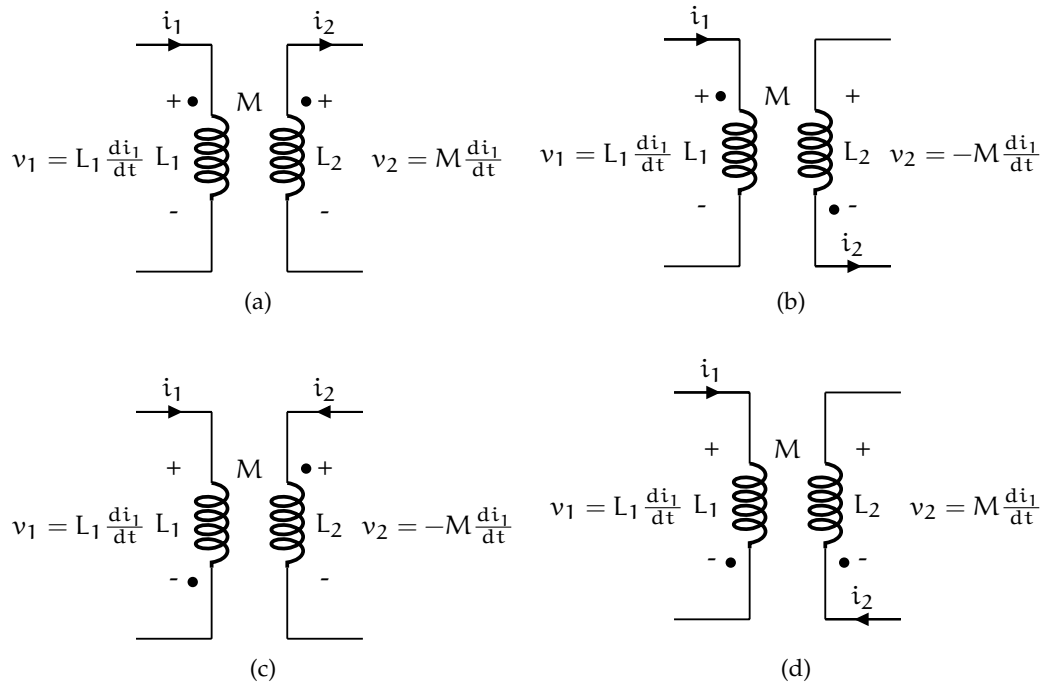 i₁ i₂
+ M +
v₁ = L₁ di₁/dt L₁ L₂ v₂ = M di₁/dt
- -
(a)
i₁
+ M +
v₁ = L₁ di₁/dt L₁ L₂ v₂ = −M di₁/dt
- -
i₂
(b)
i₁ i₂
+ M +
v₁ = L₁ di₁/dt L₁ L₂ v₂ = −M di₁/dt
- -
(c)
i₁
+ M +
v₁ = L₁ di₁/dt L₁ L₂ v₂ = M di₁/dt
- -
i₂
(d)